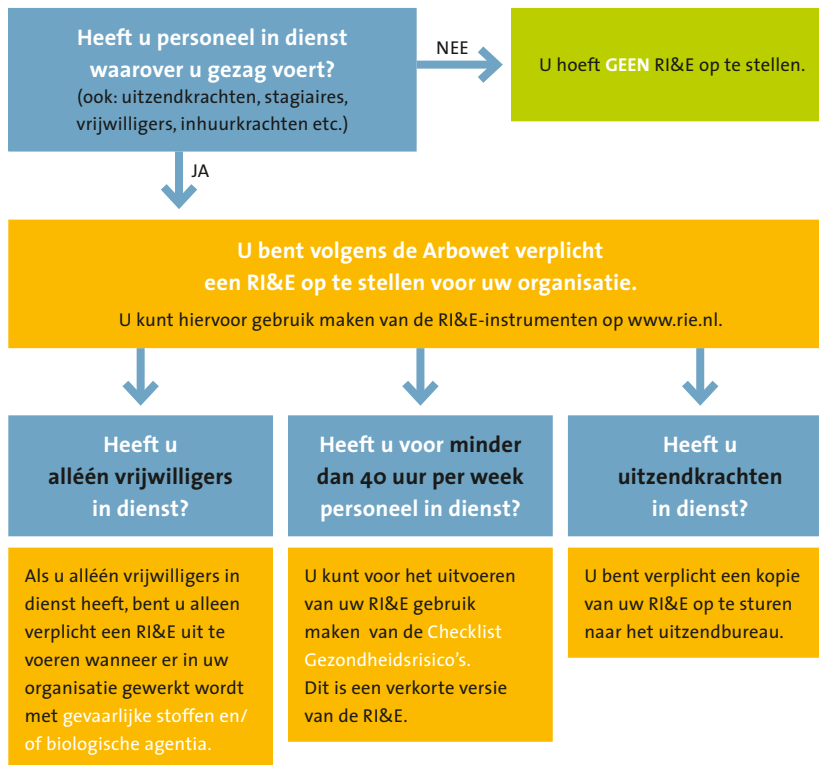 Heeft u personeel in dienst
waarover u gezag voert?
(ook: uitzendkrachten, stagiaires,
vrijwilligers, inhuurkrachten etc.)
NEE
U hoeft GEEN RI&E op te stellen.
JA
U bent volgens de Arbowet verplicht
een RI&E op te stellen voor uw organisatie.
U kunt hiervoor gebruik maken van de RI&E-instrumenten op www.rie.nl.
Heeft u
alléén vrijwilligers
in dienst?
Als u alléén vrijwilligers in
dienst heeft, bent u alleen
verplicht een RI&E uit te
voeren wanneer er in uw
organisatie gewerkt wordt
met gevaarlijke stoffen en/
of biologische agentia.
Heeft u voor minder
dan 40 uur per week
personeel in dienst?
U kunt voor het uitvoeren
van uw RI&E gebruik
maken van de Checklist
Gezondheidsrisico's.
Dit is een verkorte versie
van de RI&E.
Heeft u
uitzendkrachten
in dienst?
U bent verplicht een kopie
van uw RI&E op te sturen
naar het uitzendbureau.